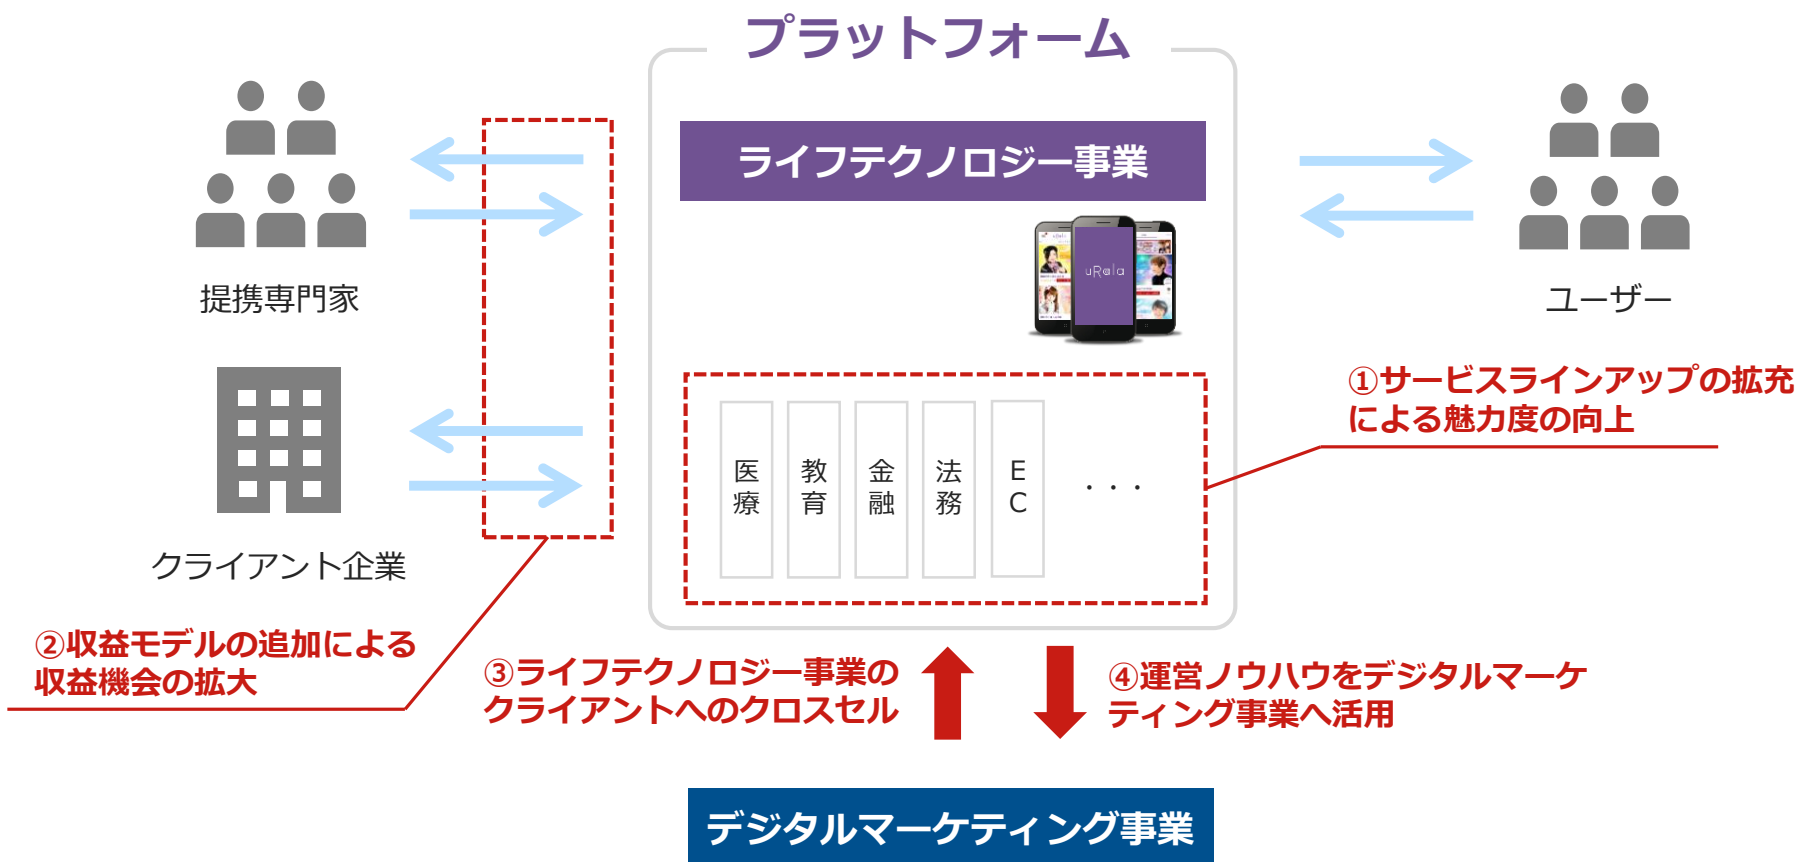 プラットフォーム
ライフテクノロジー事業
uRala
提携専門家
ユーザー
①サービスラインアップの拡充
による魅力度の向上
医療
教育
金融
法務
EC
・・・
クライアント企業
②収益モデルの追加による
収益機会の拡大
③ライフテクノロジー事業の
クライアントへのクロスセル
④運営ノウハウをデジタルマーケ
ティング事業へ活用
デジタルマーケティング事業